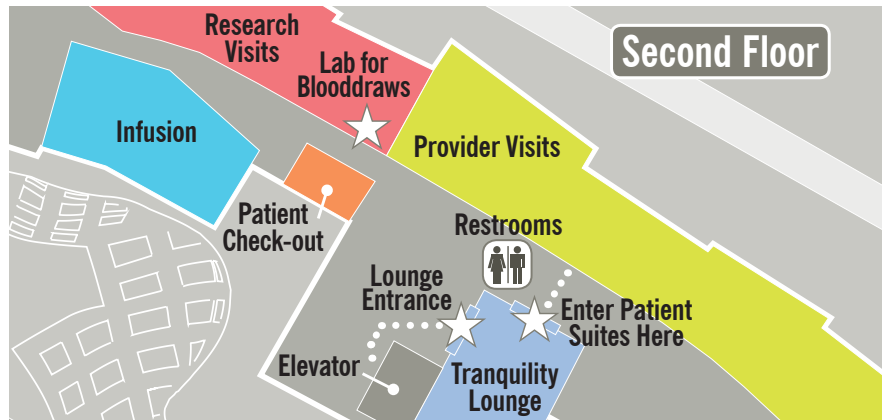 Research
Visits
Second Floor
Lab for
Blooddraws
Infusion
Provider Visits
Patient
Check-out
Restrooms
Lounge
Entrance
Enter Patient
Suites Here
Elevator
Tranquility
Lounge